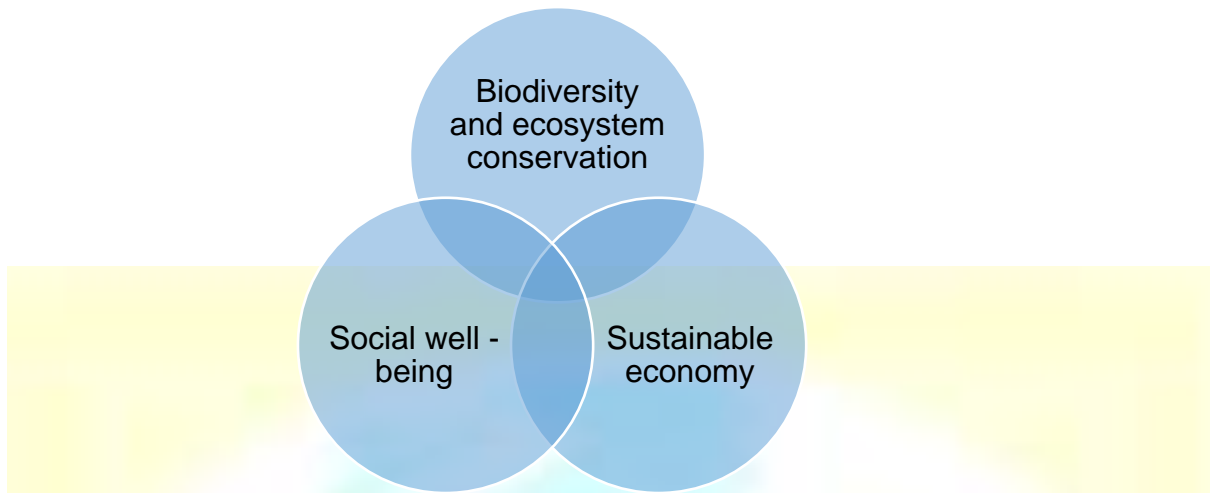 Biodiversity
and ecosystem
conservation
Social well -
being
Sustainable
economy